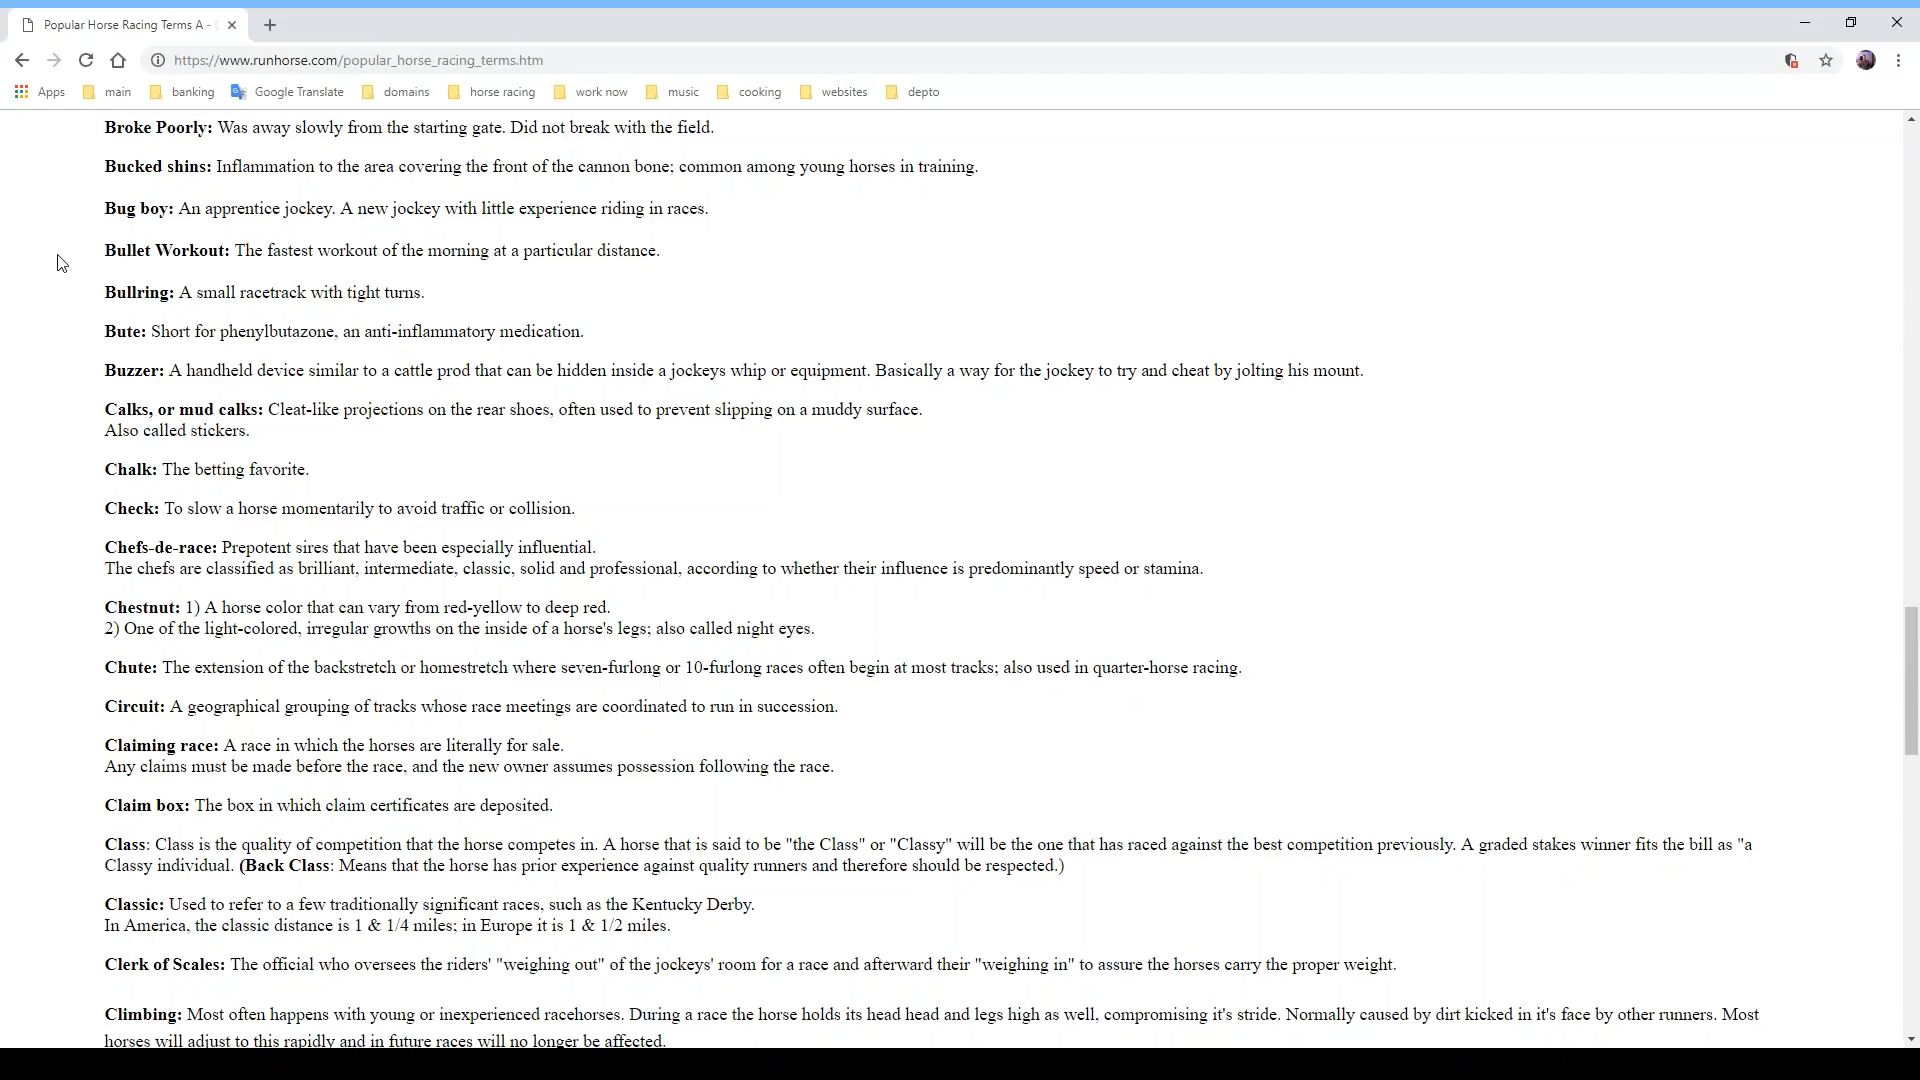 Popular Horse Racing Terms A -
https://www.runhorse.com/popular_horse_racing_terms.htm
Apps main banking Google Translate domains horse racing work now music cooking websites depto
Broke Poorly: Was away slowly from the starting gate. Did not break with the field.
Bucked shins: Inflammation to the area covering the front of the cannon bone; common among young horses in training.
Bug boy: An apprentice jockey. A new jockey with little experience riding in races.
Bullet Workout: The fastest workout of the morning at a particular distance.
Bullring: A small racetrack with tight turns.
Bute: Short for phenylbutazone, an anti-inflammatory medication.
Buzzer: A handheld device similar to a cattle prod that can be hidden inside a jockeys whip or equipment. Basically a way for the jockey to try and cheat by jolting his mount.
Calks, or mud calks: Cleat-like projections on the rear shoes, often used to prevent slipping on a muddy surface.
Also called stickers.
Chalk: The betting favorite.
Check: To slow a horse momentarily to avoid traffic or collision.
Chefs-de-race: Prepotent sires that have been especially influential.
The chefs are classified as brilliant, intermediate, classic, solid and professional, according to whether their influence is predominantly speed or stamina.
Chestnut: 1) A horse color that can vary from red-yellow to deep red.
2) One of the light-colored, irregular growths on the inside of a horse's legs; also called night eyes.
Chute: The extension of the backstretch or homestretch where seven-furlong or 10-furlong races often begin at most tracks; also used in quarter-horse racing.
Circuit: A geographical grouping of tracks whose race meetings are coordinated to run in succession.
Claiming race: A race in which the horses are literally for sale.
Any claims must be made before the race, and the new owner assumes possession following the race.
Claim box: The box in which claim certificates are deposited.
Class: Class is the quality of competition that the horse competes in. A horse that is said to be "the Class" or "Classy" will be the one that has raced against the best competition previously. A graded stakes winner fits the bill as "a
Classy individual. (Back Class: Means that the horse has prior experience against quality runners and therefore should be respected.)
Classic: Used to refer to a few traditionally significant races, such as the Kentucky Derby.
In America, the classic distance is 1 & 1/4 miles; in Europe it is 1 & 1/2 miles.
Clerk of Scales: The official who oversees the riders' "weighing out" of the jockeys' room for a race and afterward their "weighing in" to assure the horses carry the proper weight.
Climbing: Most often happens with young or inexperienced racehorses. During a race the horse holds its head head and legs high as well, compromising it's stride. Normally caused by dirt kicked in it's face by other runners. Most
horses will adjust to this rapidly and in future races will no longer be affected.